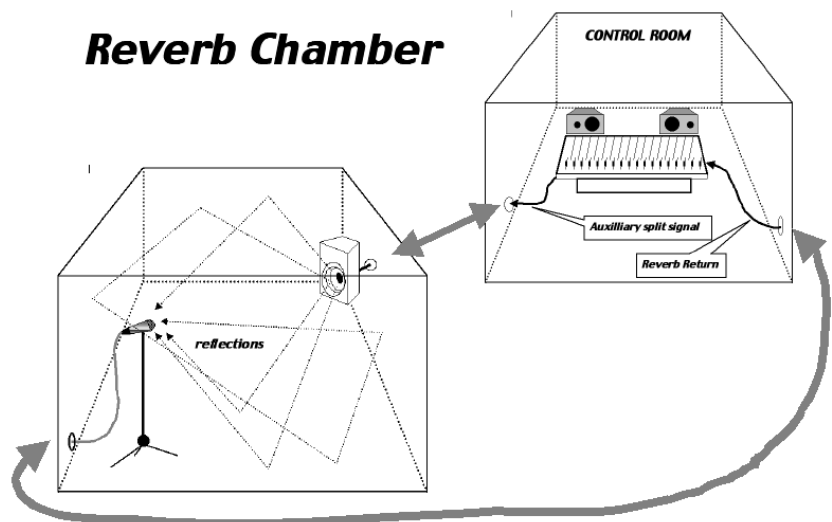 Reverb Chamber
CONTROL ROOM
Auxilliary split signal
Reverb Return
reflections